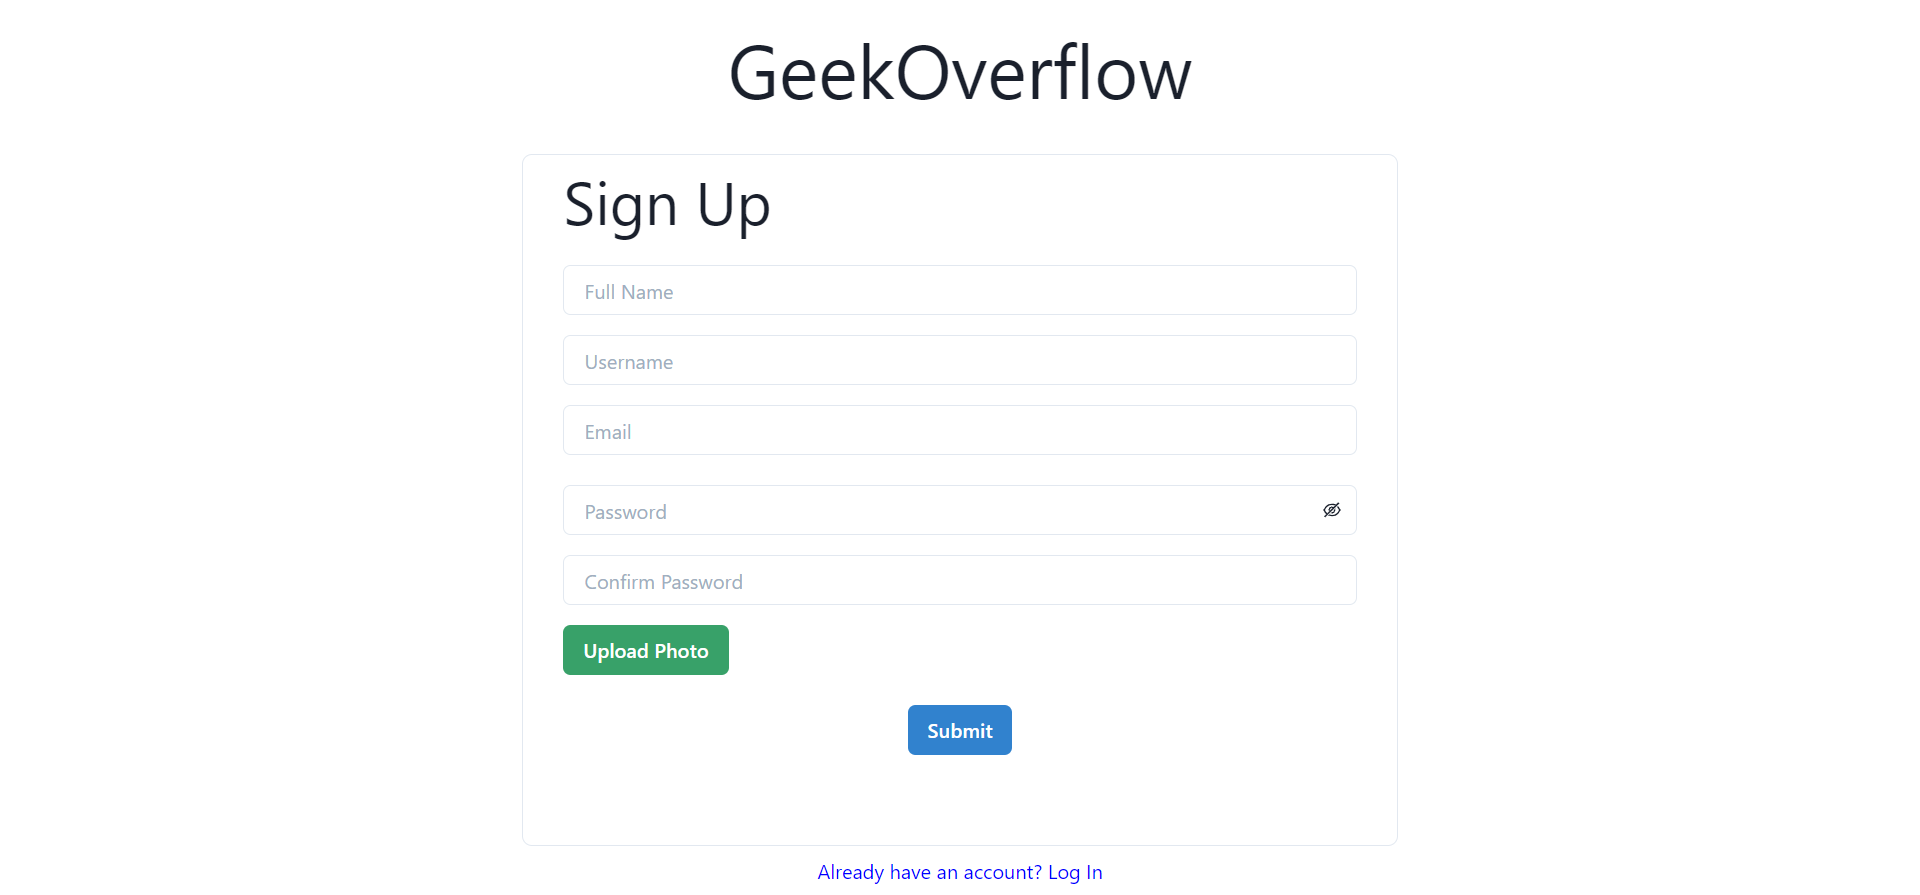 GeekOverflow
Sign Up
Full Name
Username
Email
Password
Confirm Password
Upload Photo
Submit
Already have an account? Log In